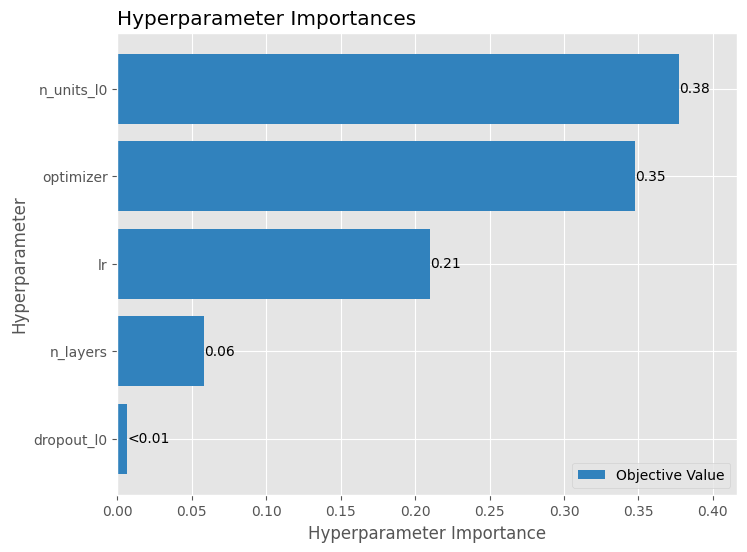 Hyperparameter Importances
n_units_l0
0.38
optimizer
0.35
lr
0.21
n_layers
0.06
dropout_l0
<0.01
Hyperparameter
Objective Value
0.00 0.05 0.10 0.15 0.20 0.25 0.30 0.35 0.40
Hyperparameter Importance